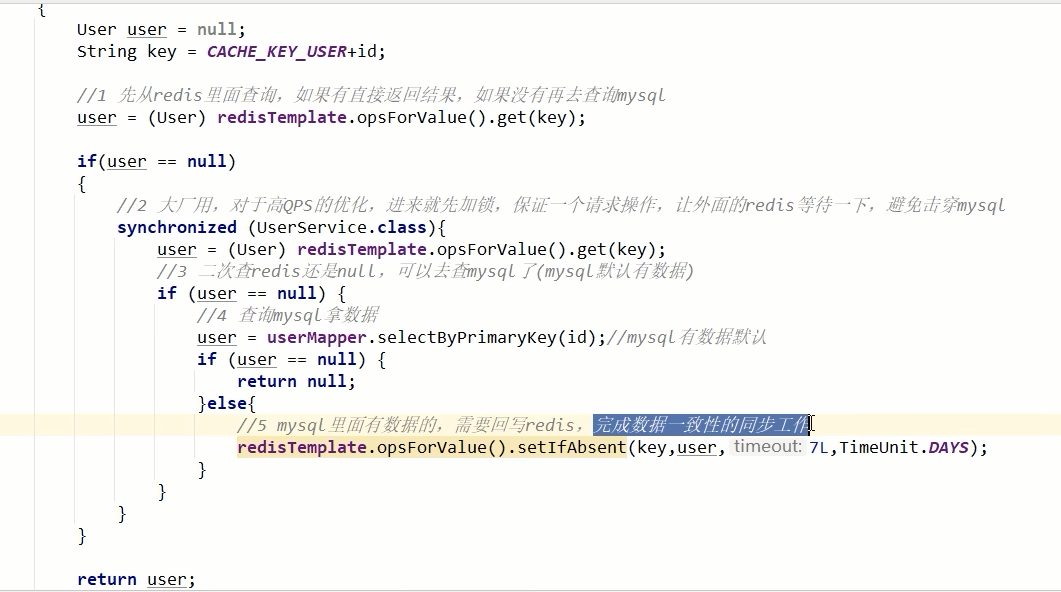 {
User user = null;
String key = CACHE_KEY_USER+id;
//1 先从redis里面查询，如果有直接返回结果，如果没有再去查询mysql
user = (User) redisTemplate.opsForValue().get(key);
if(user == null)
{
//2 大厂用，对于高QPS的优化，进来就先加锁，保证一个请求操作，让外面的redis等待一下，避免击穿mysql
synchronized (UserService.class){
user = (User) redisTemplate.opsForValue().get(key);
//3 二次查redis还是null，可以去查mysql了(mysql默认有数据)
if (user == null) {
//4 查询mysql拿数据
user = userMapper.selectByPrimaryKey(id);//mysql有数据默认
if (user == null) {
return null;
}else{
//5 mysql里面有数据的，需要回写redis，完成数据一致性的同步工作
redisTemplate.opsForValue().setIfAbsent(key,user, timeout: 7L,TimeUnit.DAYS);
}
}
}
}
return user;